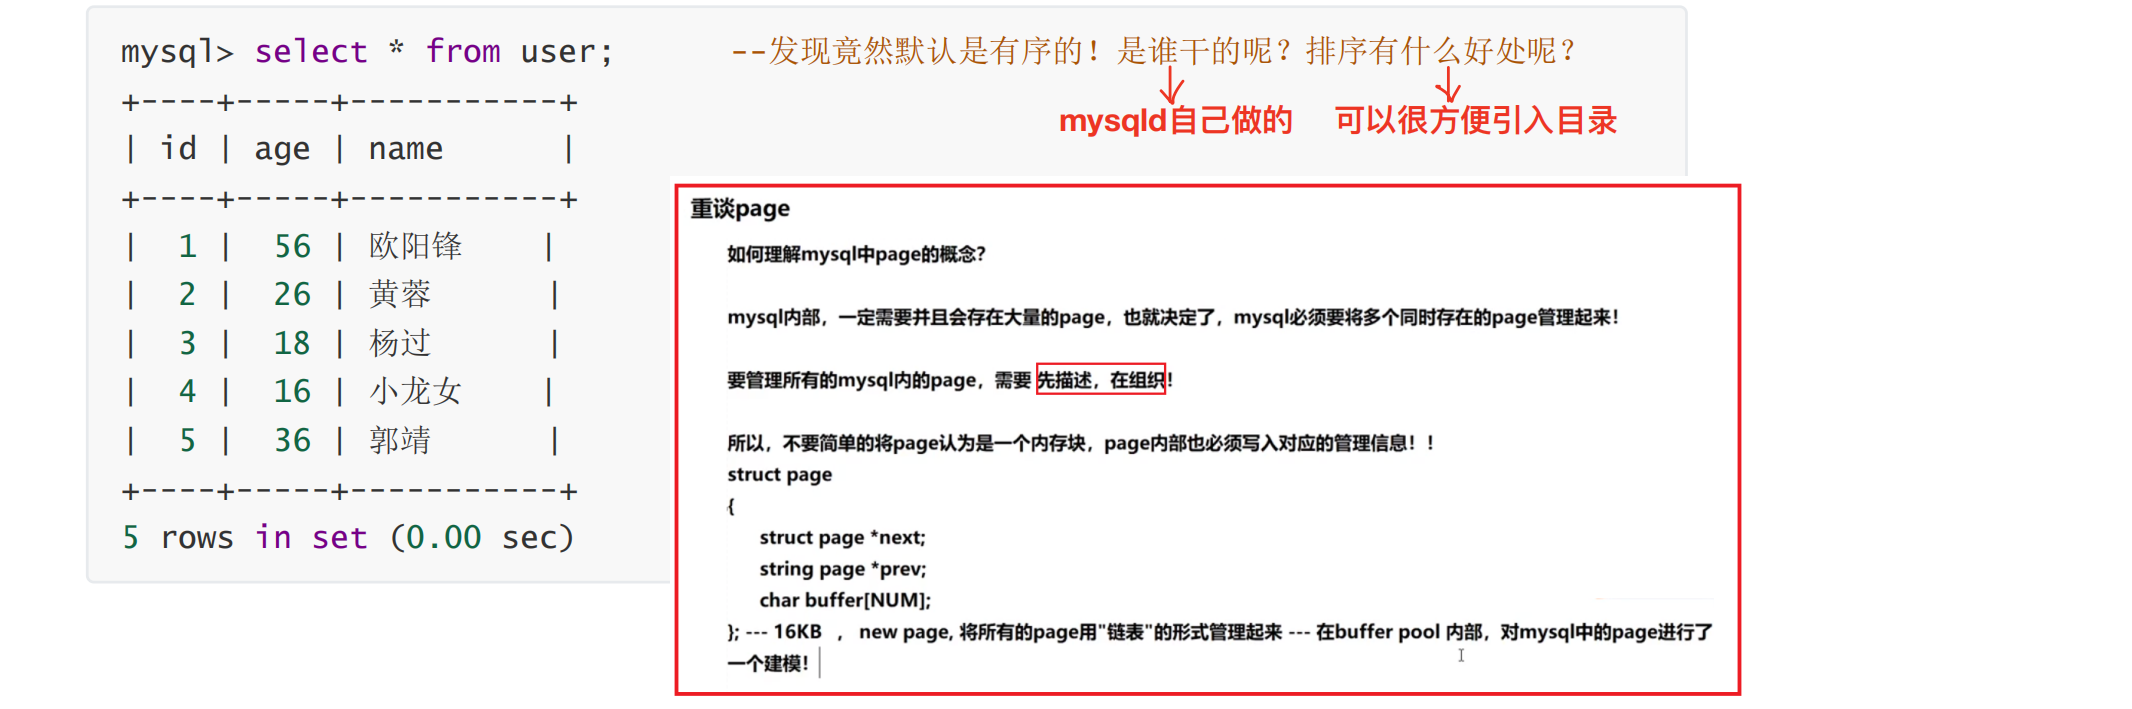 mysql> select * from user;        --发现竟然默认是有序的！是谁干的呢？排序有什么好处呢？
+----+-----+-----------+
mysqld自己做的    可以很方便引入目录
| id | age | name      |
+----+-----+-----------+
|  1 |  56 | 欧阳锋    |
|  2 |  26 | 黄蓉      |
|  3 |  18 | 杨过      |
|  4 |  16 | 小龙女    |
|  5 |  36 | 郭靖      |
+----+-----+-----------+
5 rows in set (0.00 sec)
重谈page
如何理解mysql中page的概念？
mysql内部，一定需要并且会存在大量的page，也就决定了，mysql必须要将多个同时存在的page管理起来！
要管理所有的mysql内的page，需要 先描述，在组织！
所以，不要简单的将page认为是一个内存块，page内部也必须写入对应的管理信息！！
struct page
{
struct page *next;
string page *prev;
char buffer[NUM];
}; --- 16KB ， new page, 将所有的page用"链表"的形式管理起来 --- 在buffer pool 内部，对mysql中的page进行了
一个建模！